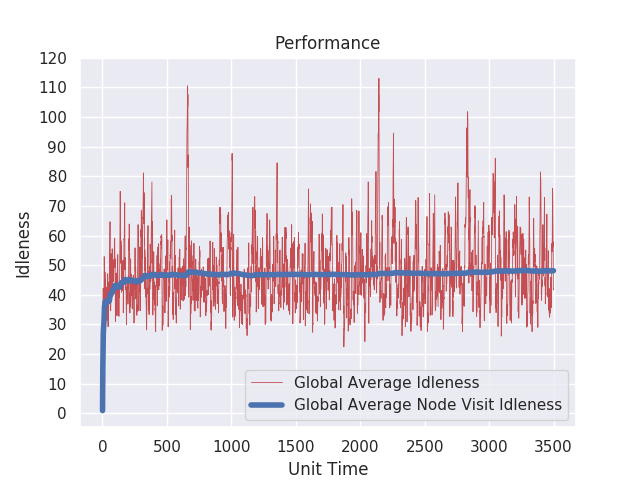 Performance
120
110
100
90
80
70
60
50
40
30
20
10
0
Idleness
Global Average Idleness
Global Average Node Visit Idleness
0 500 1000 1500 2000 2500 3000 3500
Unit Time